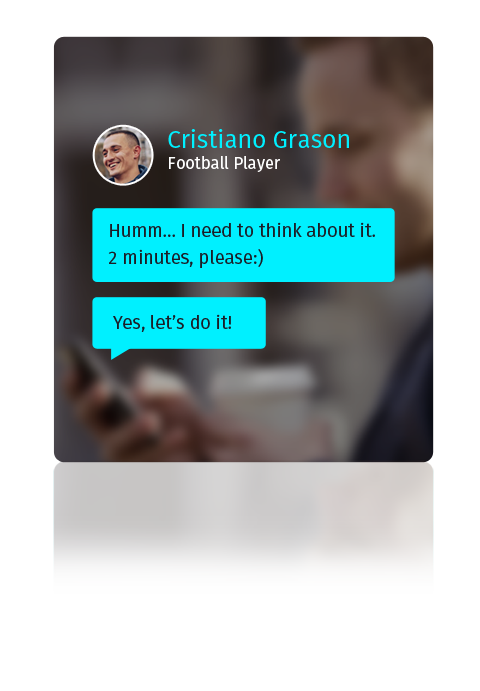 Cristiano Grason
Football Player
Humm... I need to think about it.
2 minutes, please:)
Yes, let’s do it!